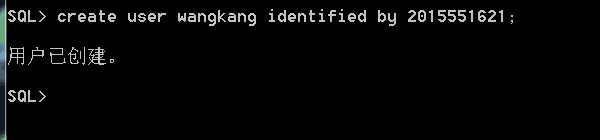 SQL> create user wangkang identified by 2015551621;
用户已创建。
SQL>